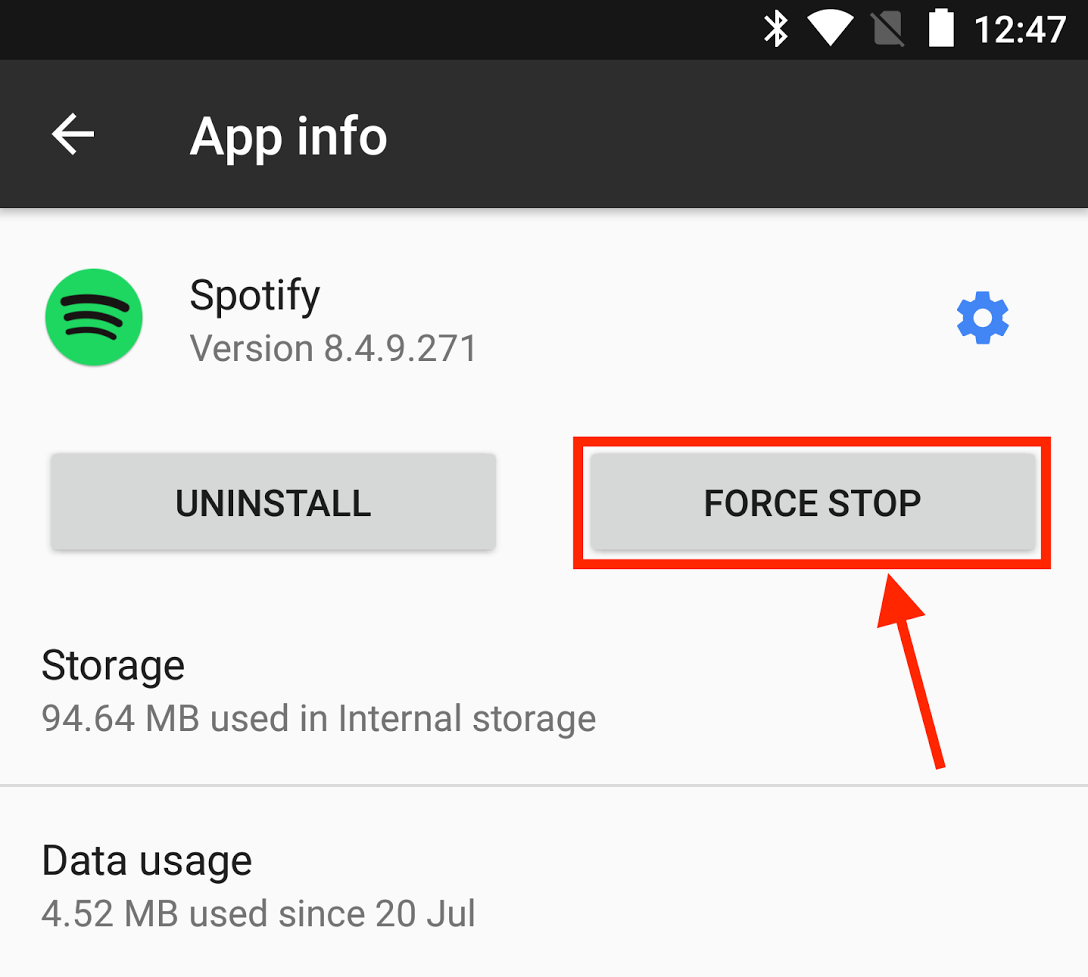 12:47
App info
Spotify
Version 8.4.9.271
UNINSTALL
FORCE STOP
Storage
94.64 MB used in Internal storage
Data usage
4.52 MB used since 20 Jul